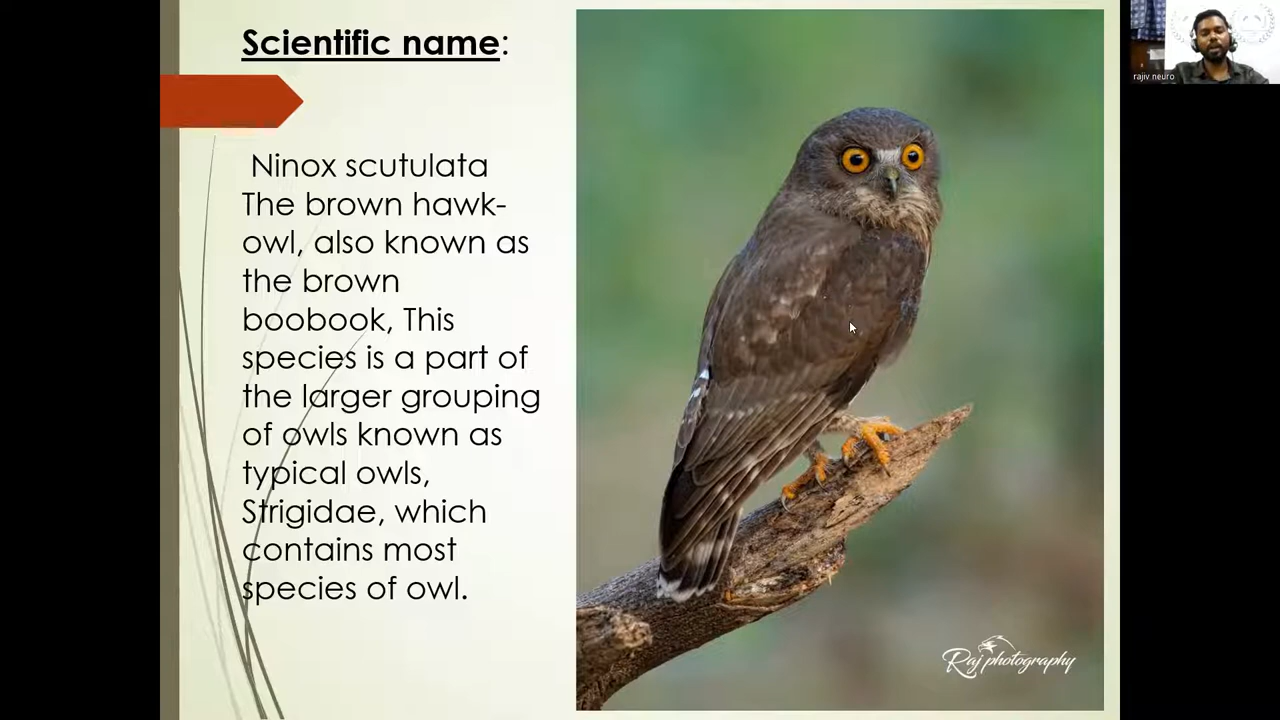 Scientific name:
Ninox scutulata
The brown hawk-
owl, also known as
the brown
boobook, This
species is a part of
the larger grouping
of owls known as
typical owls,
Strigidae, which
contains most
species of owl.
Raj photography
rajiv neuro